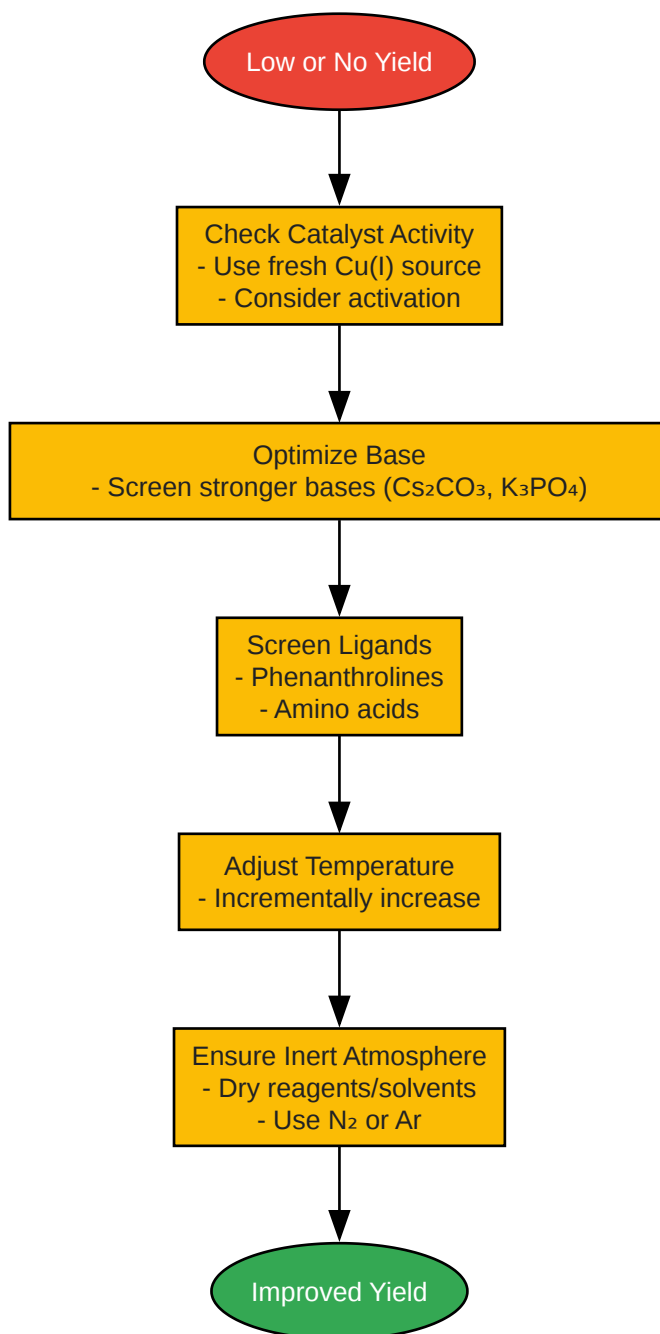 Low or No Yield
Check Catalyst Activity
- Use fresh Cu(I) source
- Consider activation
Optimize Base
- Screen stronger bases (Cs₂CO₃, K₃PO₄)
Screen Ligands
- Phenanthrolines
- Amino acids
Adjust Temperature
- Incrementally increase
Ensure Inert Atmosphere
- Dry reagents/solvents
- Use N₂ or Ar
Improved Yield